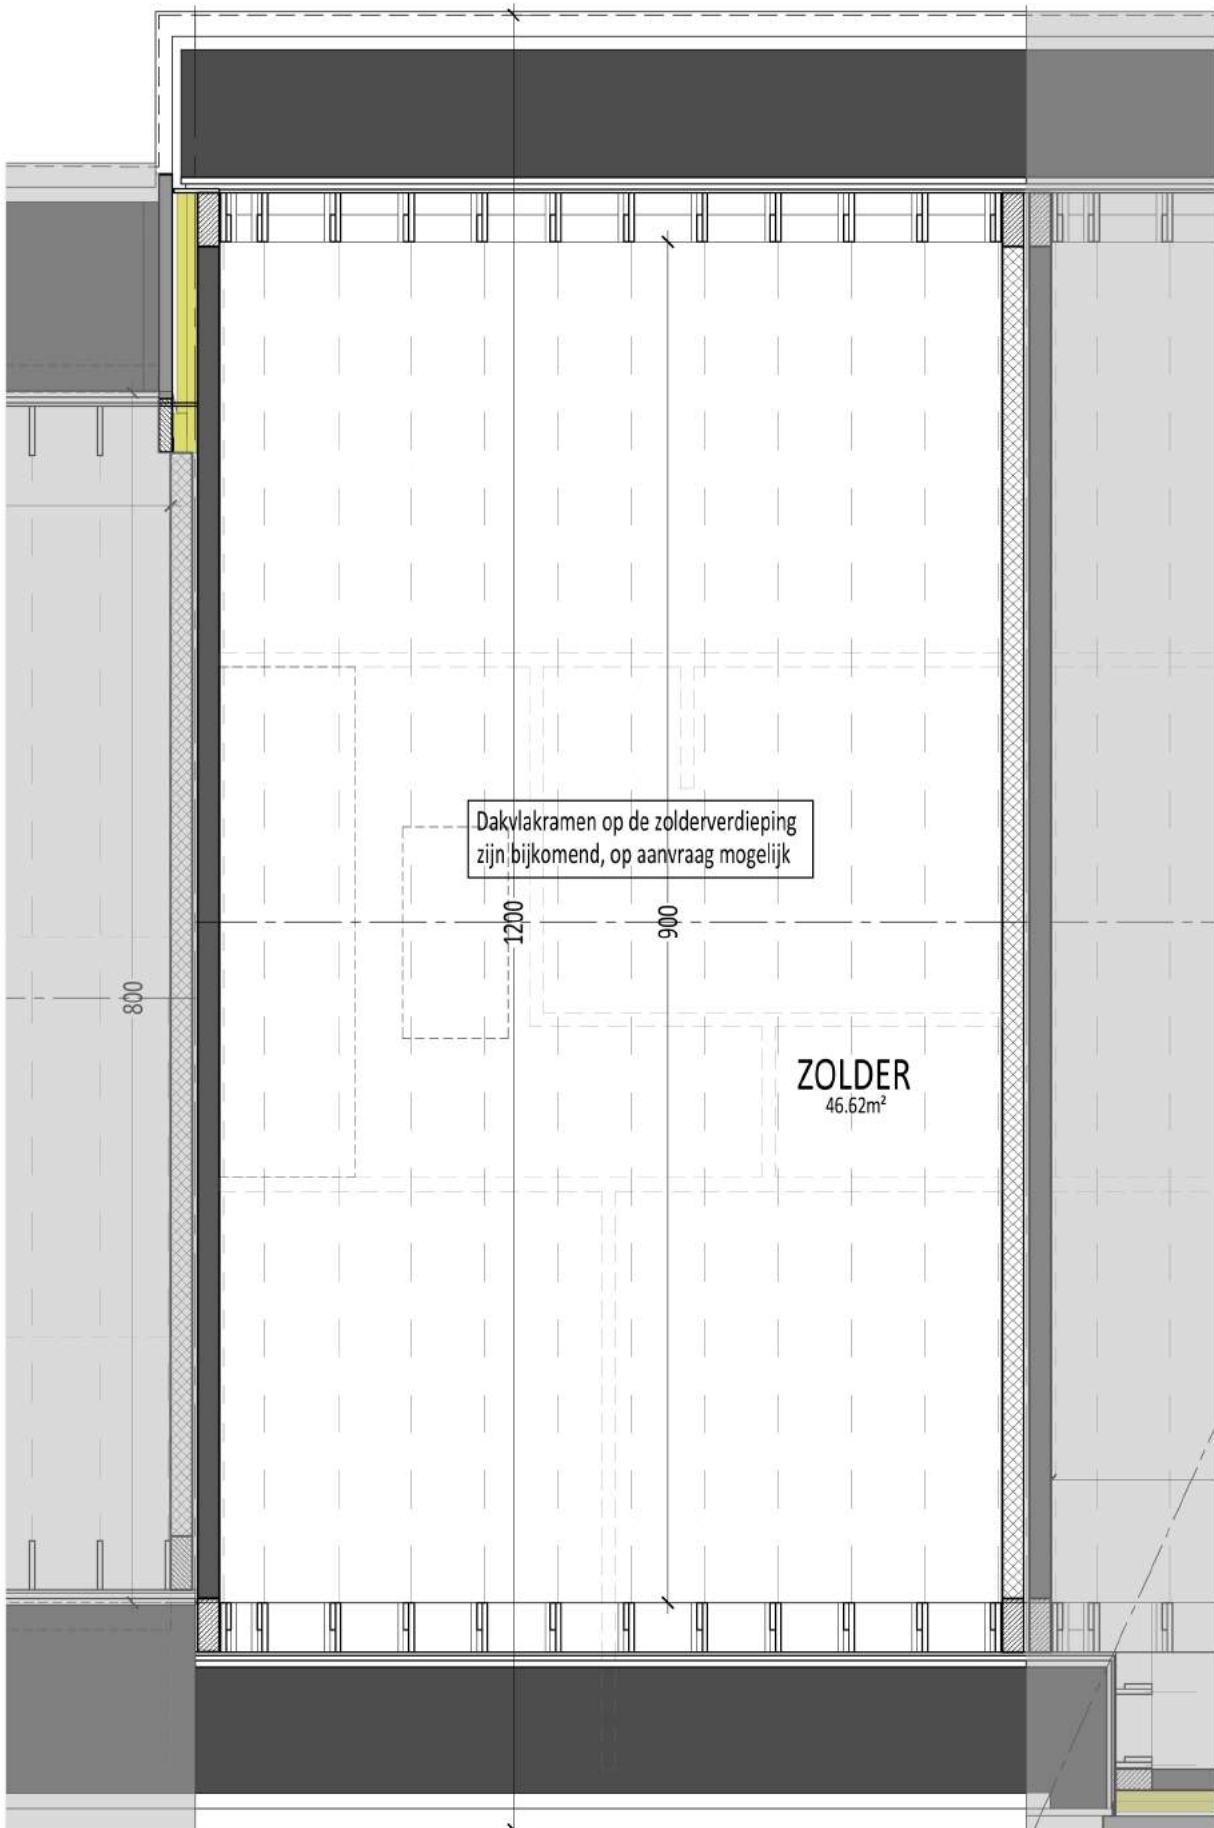 Dakvlakramen op de zolderverdieping
zijn bijkomend, op aanvraag mogelijk
1200
900
800
ZOLDER
46.62m²